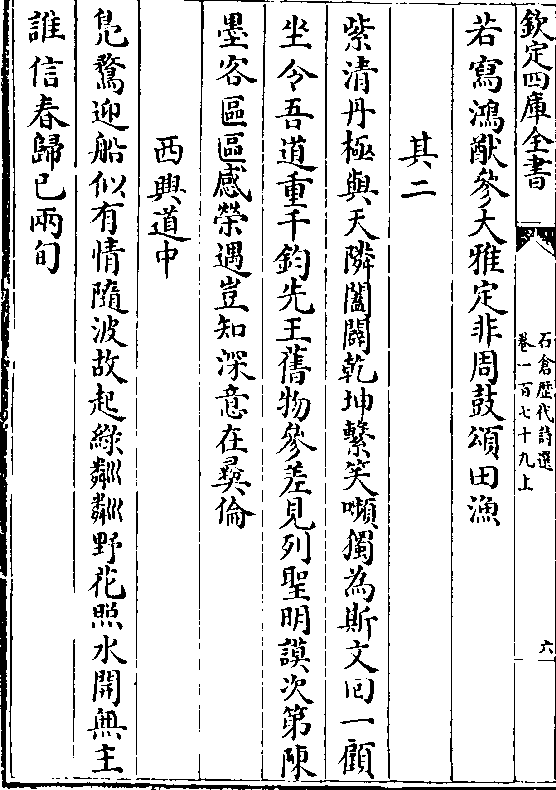 欽定四庫全書
石倉歴代詩選
卷一百七十九上
六
若寫鴻猷參大雅定非周鼓頌田漁
其二
紫清丹極與天隣闔闢乾坤繫笑嚬獨為斯文回一顧
坐令吾道重千鈞先王舊物參差見列聖明謨次第陳
墨客區區感榮遇豈知深意在彛倫
西興道中
鳧鶩迎船似有情隨波故起綠粼粼野花照水開無主
誰信春歸已兩旬